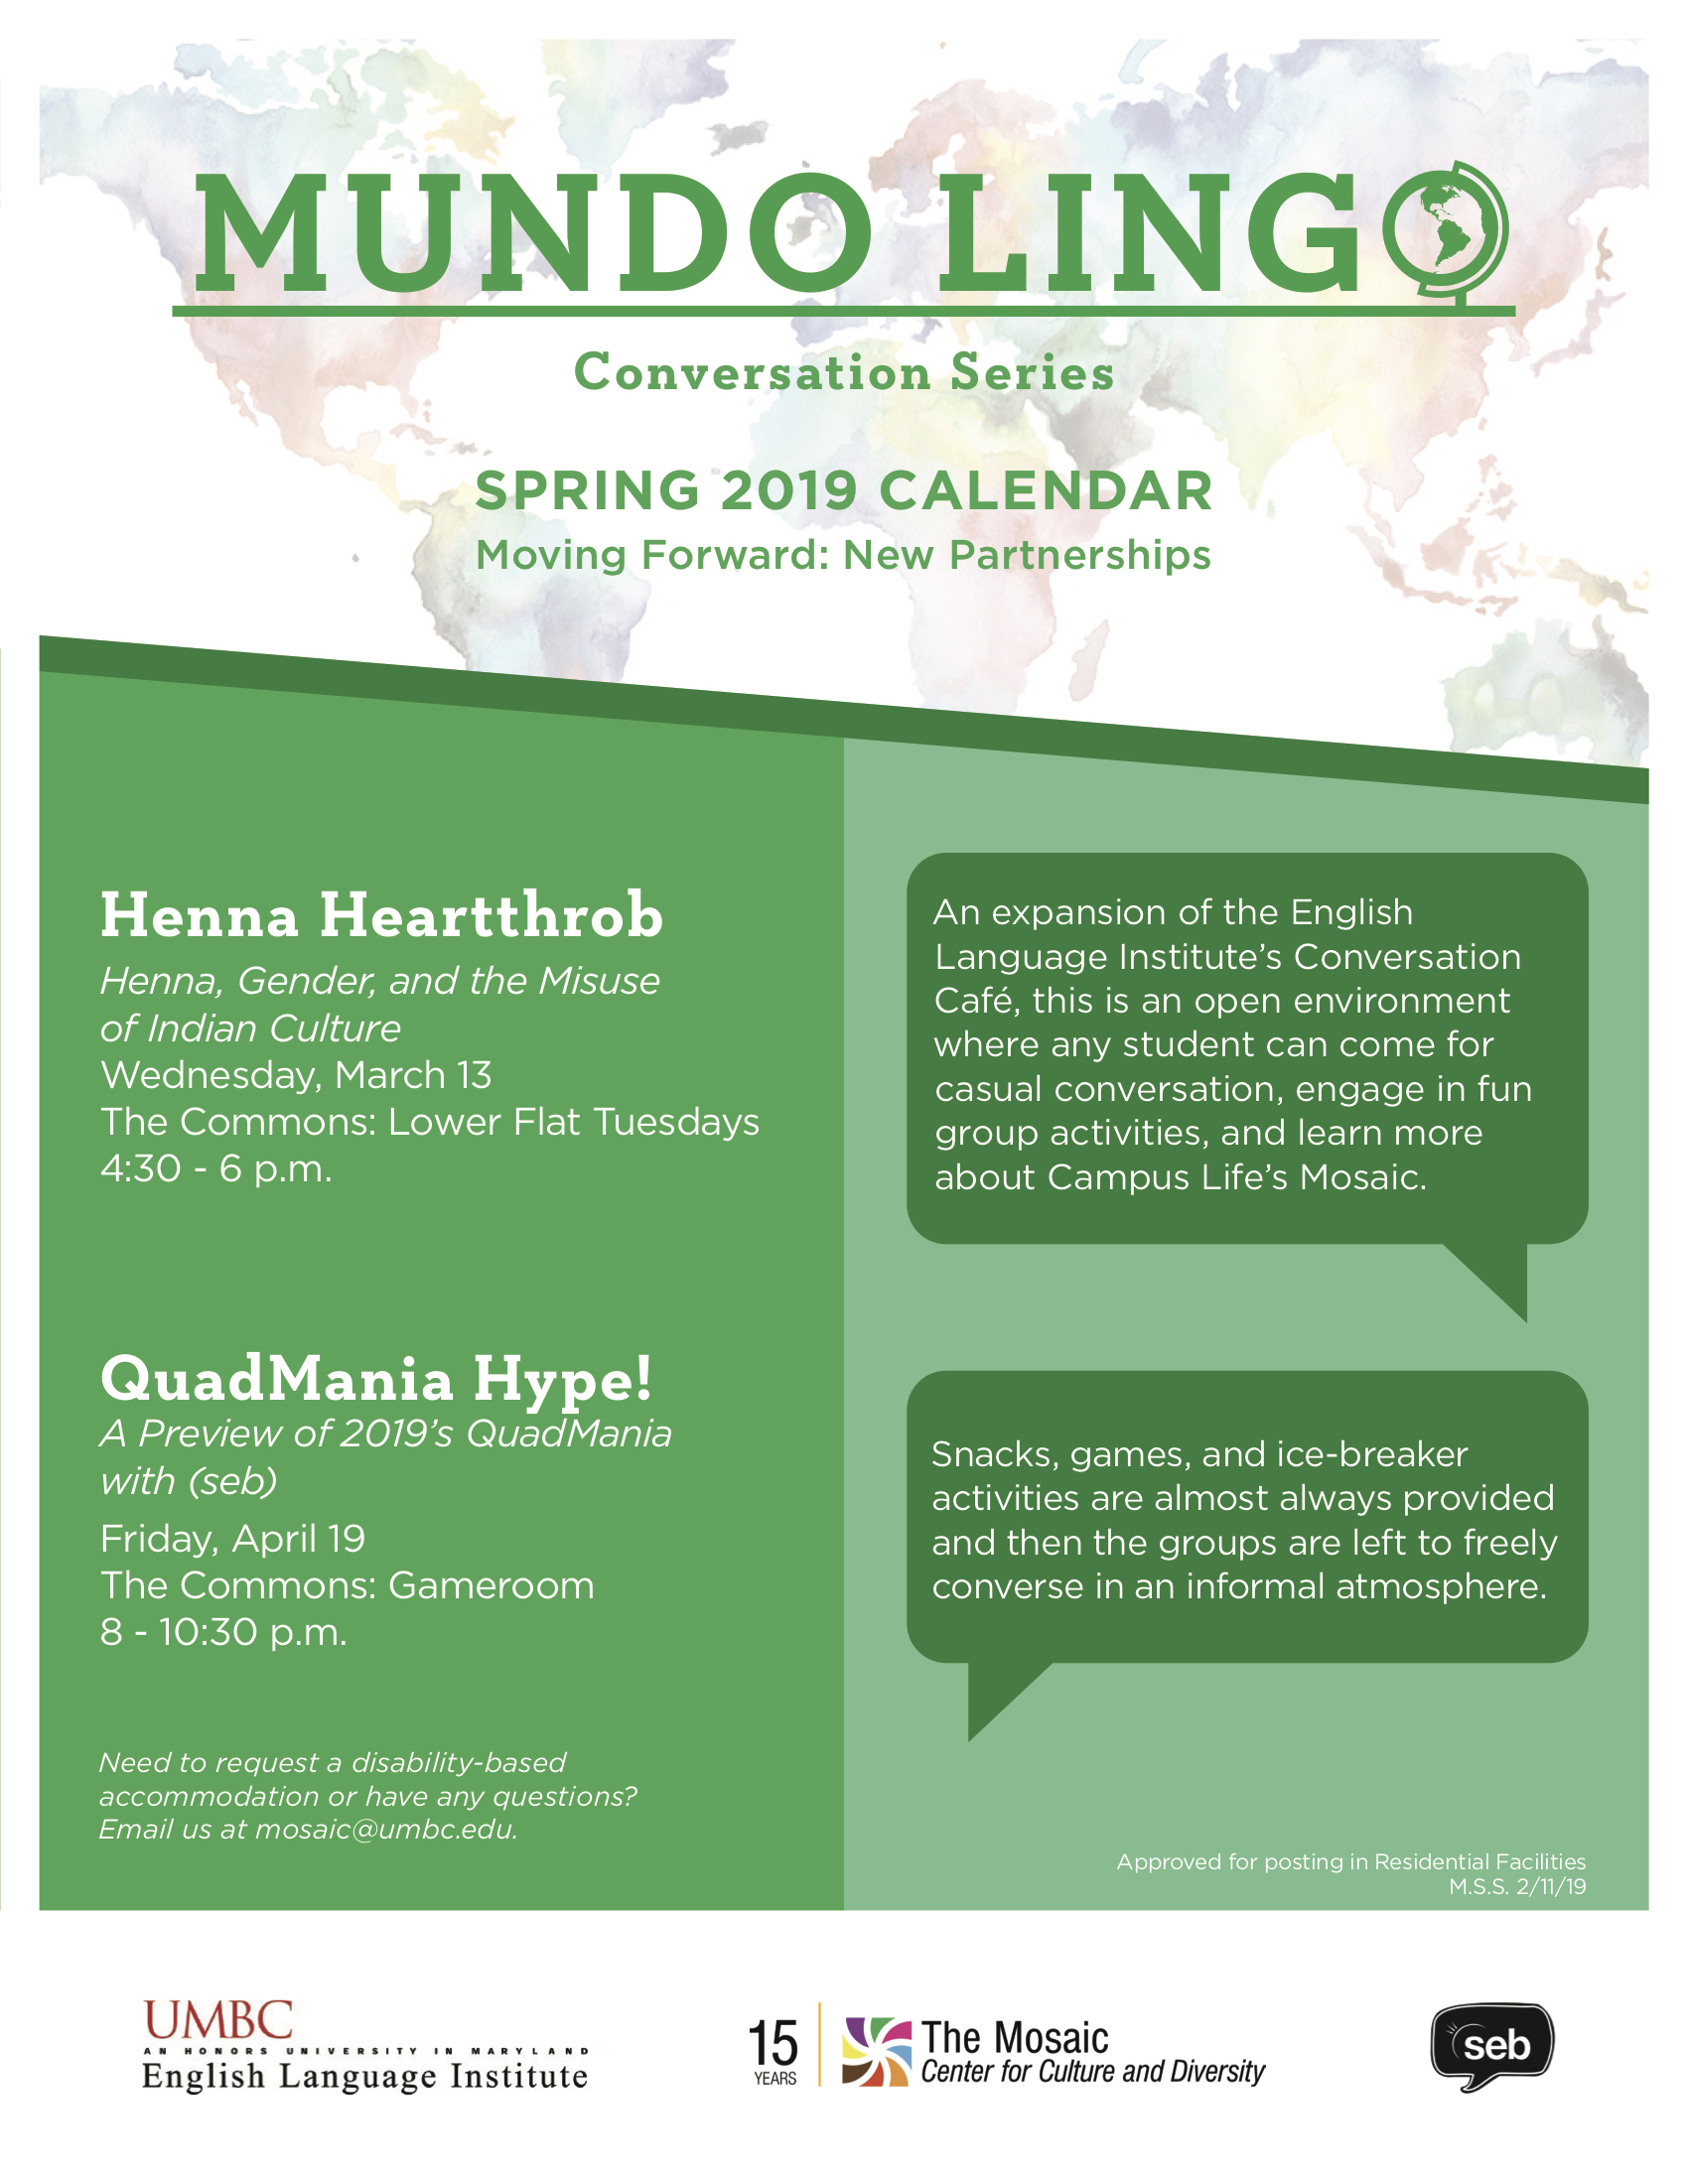 MUNDO LINGO
Conversation Series
SPRING 2019 CALENDAR
Moving Forward: New Partnerships
Henna Heartthrob
Henna, Gender, and the Misuse
of Indian Culture
Wednesday, March 13
The Commons: Lower Flat Tuesdays
4:30 - 6 p.m.
QuadMania Hype!
A Preview of 2019’s QuadMania
with (seb)
Friday, April 19
The Commons: Gameroom
8 - 10:30 p.m.
Need to request a disability-based
accommodation or have any questions?
Email us at mosaic@umbc.edu.
An expansion of the English
Language Institute’s Conversation
Café, this is an open environment
where any student can come for
casual conversation, engage in fun
group activities, and learn more
about Campus Life’s Mosaic.
Snacks, games, and ice-breaker
activities are almost always provided
and then the groups are left to freely
converse in an informal atmosphere.
Approved for posting in Residential Facilities
M.S.S. 2/11/19
UMBC
AN HONORS UNIVERSITY IN MARYLAND
English Language Institute
15
YEARS
The Mosaic
Center for Culture and Diversity
seb